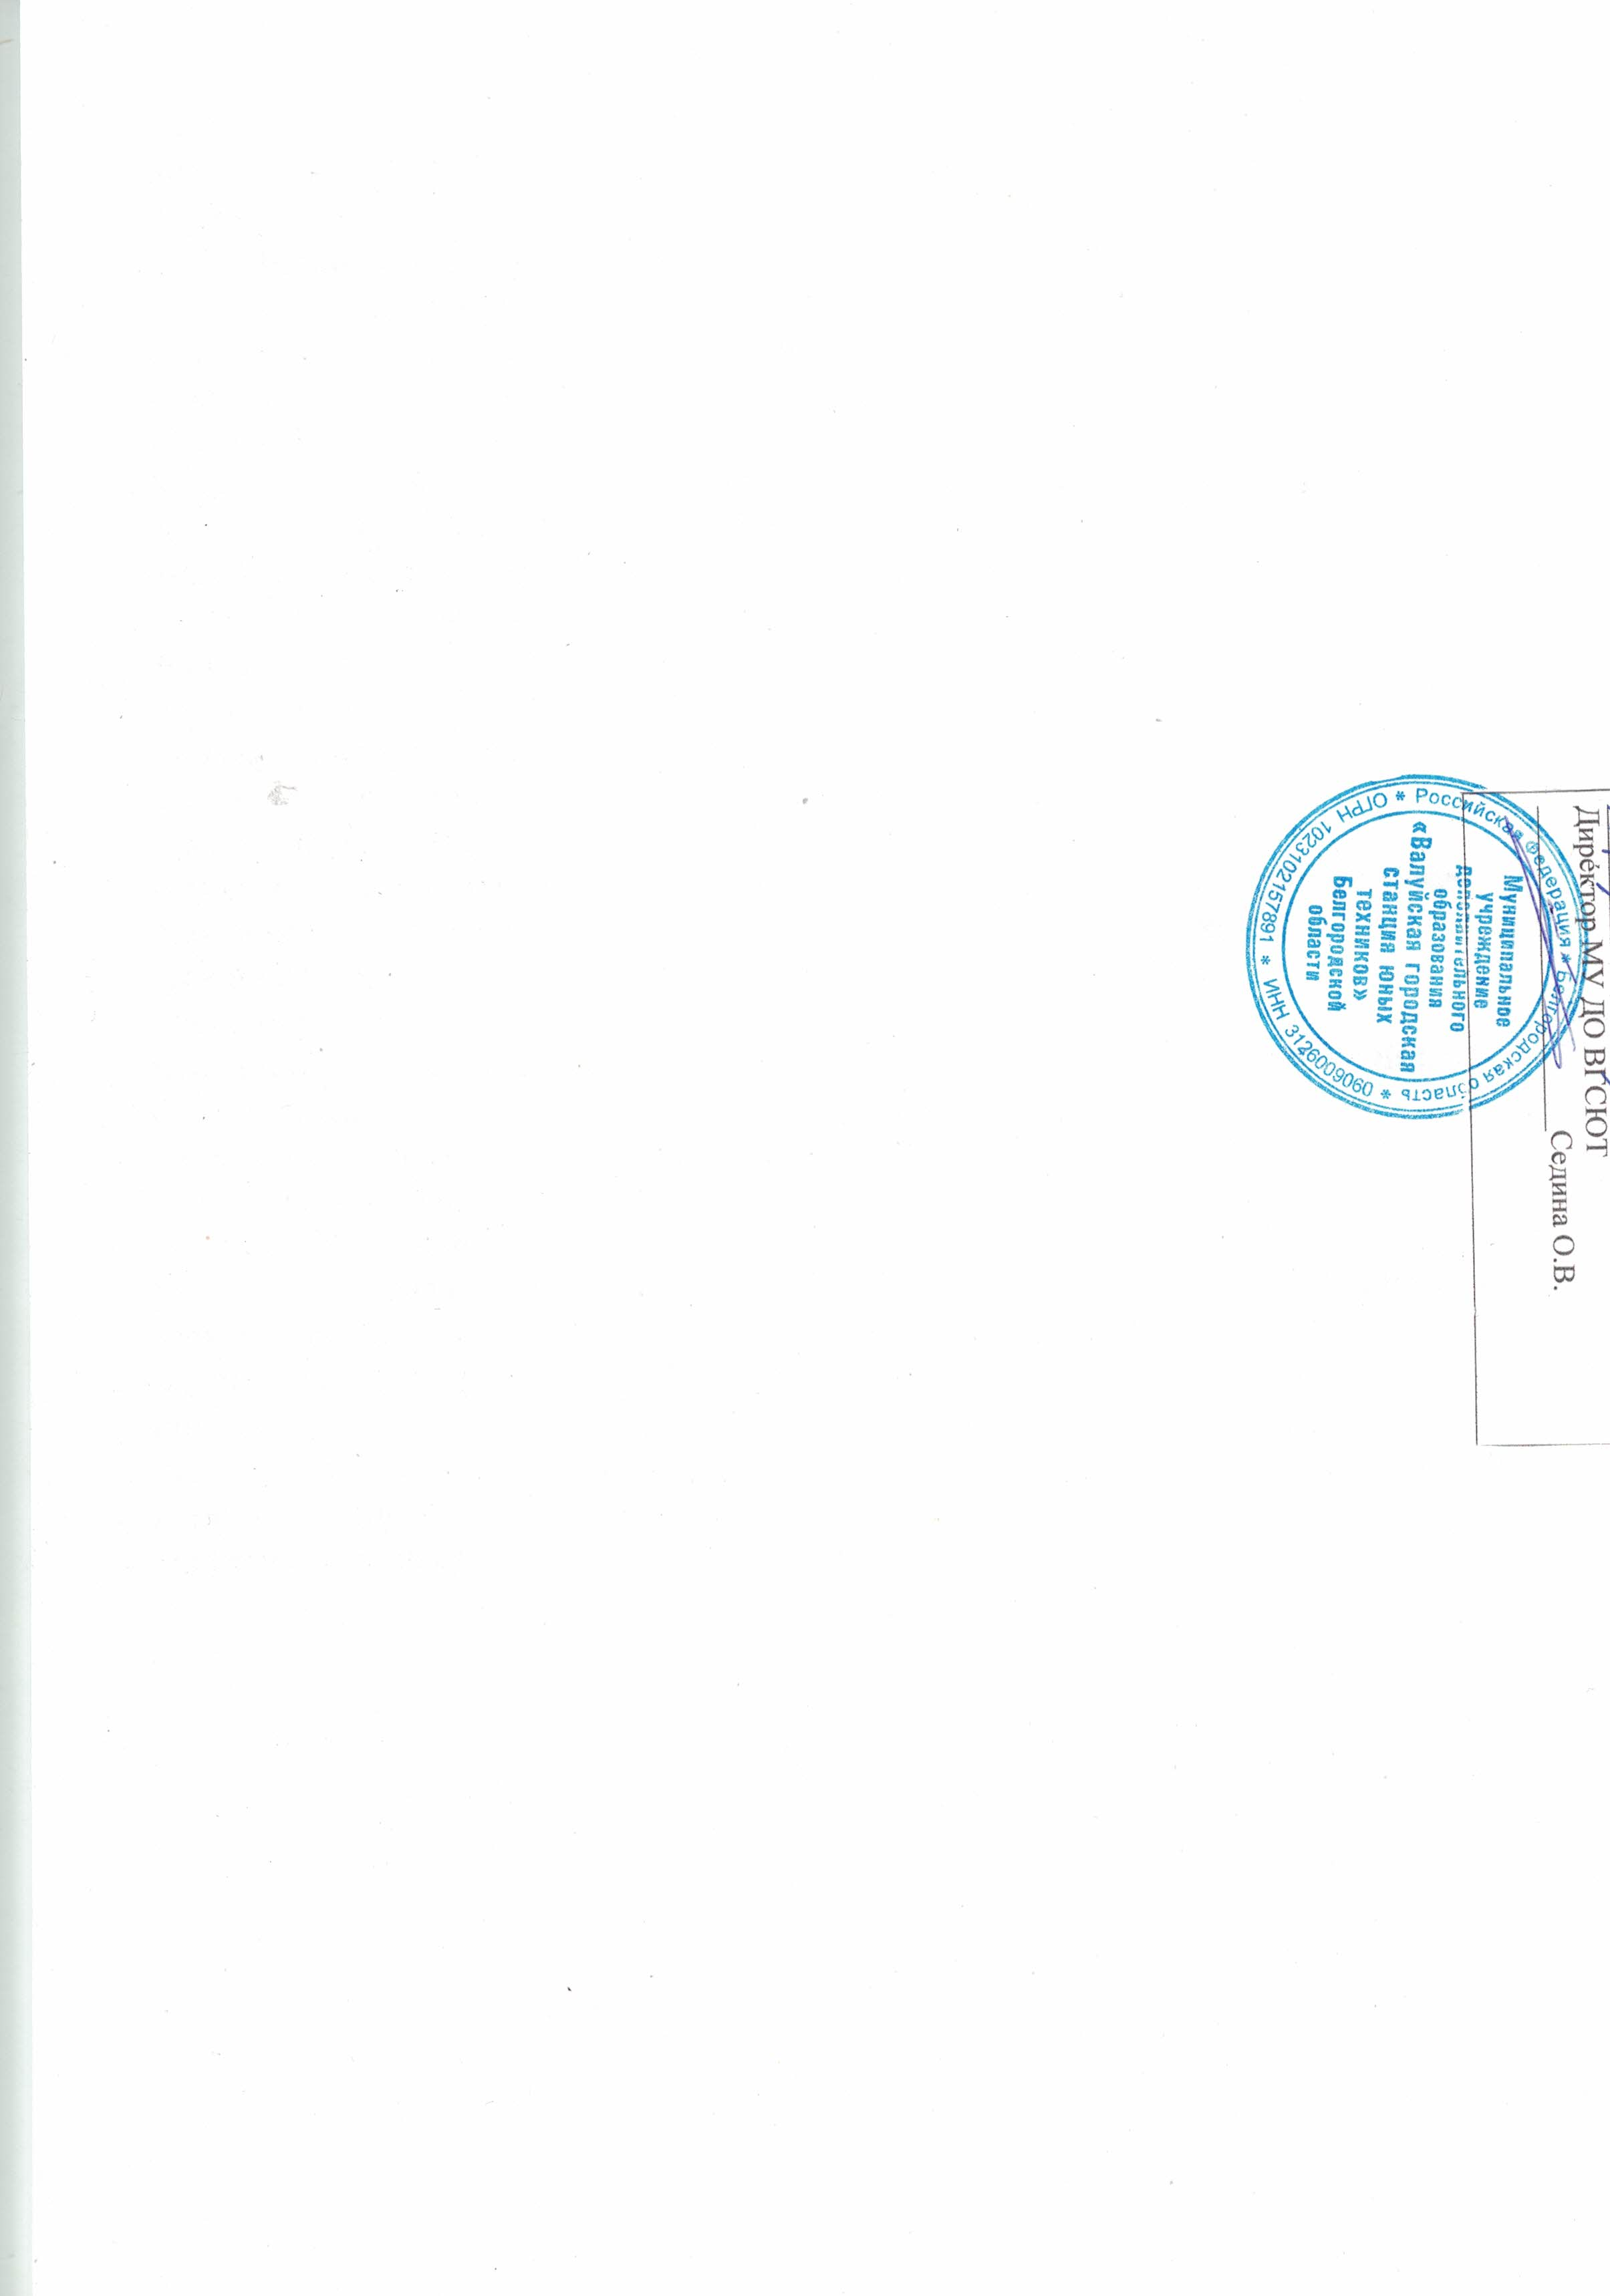 Директор МУ ДО ВГСЮТ
Седина О.В.
* Российская Федерация * Белгородская область * ИНН 3126009060 * ОГРН 1023102157891
Муниципальное
учреждение
дополнительного
образования
«Валуйская городская
станция юных
техников»
Белгородской
области